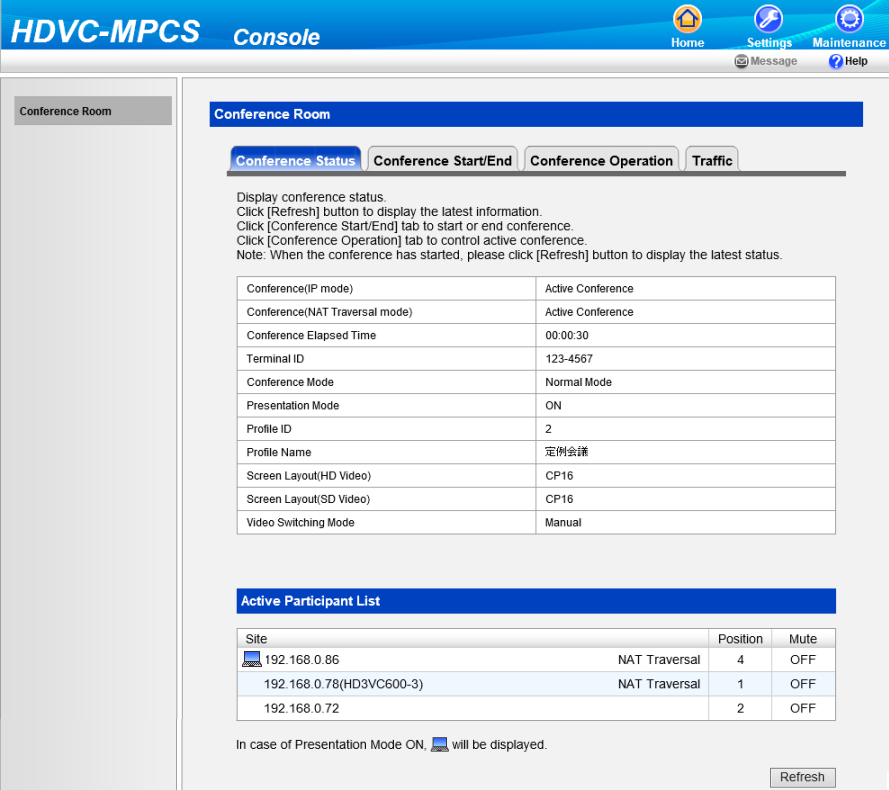 HDVC-MPCS Console
Home Settings Maintenance
Message Help
Conference Room
Conference Room
Conference Status Conference Start/End Conference Operation Traffic
Display conference status.
Click [Refresh] button to display the latest information.
Click [Conference Start/End] tab to start or end conference.
Click [Conference Operation] tab to control active conference.
Note: When the conference has started, please click [Refresh] button to display the latest status.
Conference(IP mode) Active Conference
Conference(NAT Traversal mode) Active Conference
Conference Elapsed Time 00:00:30
Terminal ID 123-4567
Conference Mode Normal Mode
Presentation Mode ON
Profile ID 2
Profile Name 定例会議
Screen Layout(HD Video) CP16
Screen Layout(SD Video) CP16
Video Switching Mode Manual
Active Participant List
Site Position Mute
192.168.0.86 NAT Traversal 4 OFF
192.168.0.78(HD3VC600-3) NAT Traversal 1 OFF
192.168.0.72 2 OFF
In case of Presentation Mode ON, will be displayed.
Refresh